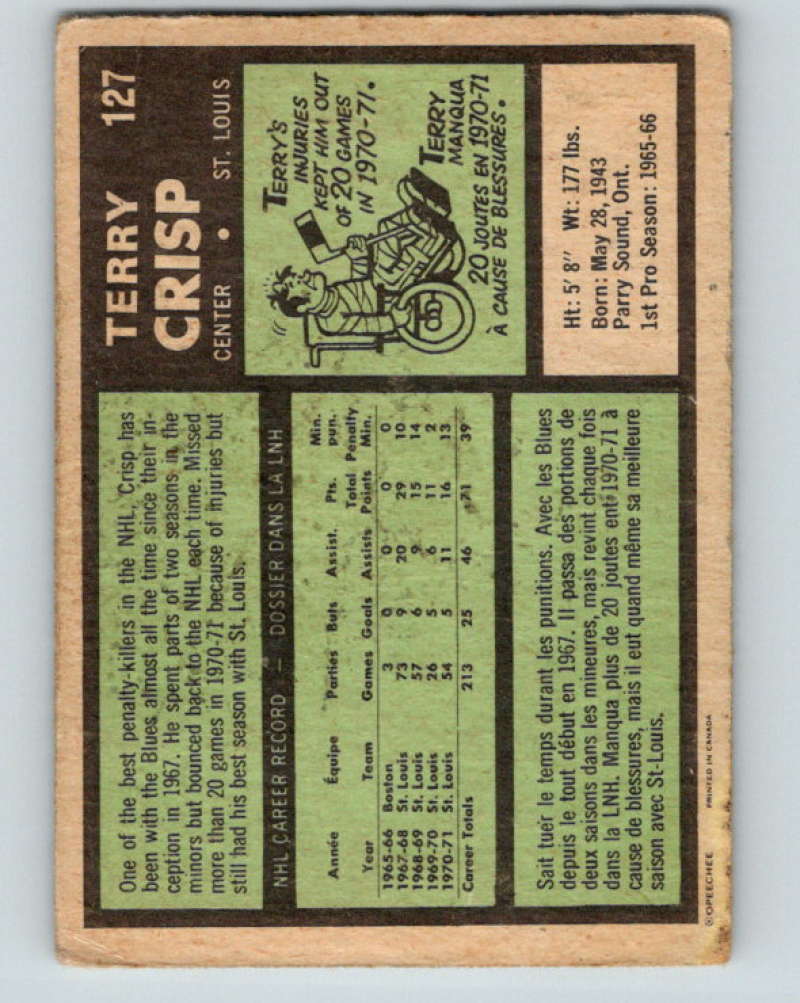 TERRY 127
CRISP
CENTER • ST. LOUIS
One of the best penalty-killers in the NHL, Crisp has
been with the Blues almost all the time since their in-
ception in 1967. He spent parts of two seasons in the
minors but bounced back to the NHL each time. Missed
more than 20 games in 1970-71 because of injuries but
still had his best season with St. Louis.
TERRY'S
INJURIES
KEPT HIM OUT
OF 20 GAMES
IN 1970-71.
TERRY
MANQUA
20 JOUTES EN 1970-71
À CAUSE DE BLESSURES.
NHL CAREER RECORD — DOSSIER DANS LA LNH
Min.
Pts. pun.
Année Équipe Parties Buts Assist. Total Penalty
Year Team Games Goals Assists Points Min.
1965-66 Boston 3 0 0 0 0
1967-68 St. Louis 73 9 20 29 10
1968-69 St. Louis 57 6 9 15 14
1969-70 St. Louis 26 5 6 11 2
1970-71 St. Louis 54 5 11 16 13
Career Totals 213 25 46 71 39
Ht: 5' 8" Wt: 177 lbs.
Born: May 28, 1943
Parry Sound, Ont.
1st Pro Season: 1965-66
Sait tuer le temps durant les punitions. Avec les Blues
depuis le tout début en 1967. Il passa des portions de
deux saisons dans les mineures, mais revint chaque fois
dans la LNH. Manqua plus de 20 joutes ent 1970-71 à
cause de blessures, mais il eut quand même sa meilleure
saison avec St-Louis.
©OPEECHEE PRINTED IN CANADA